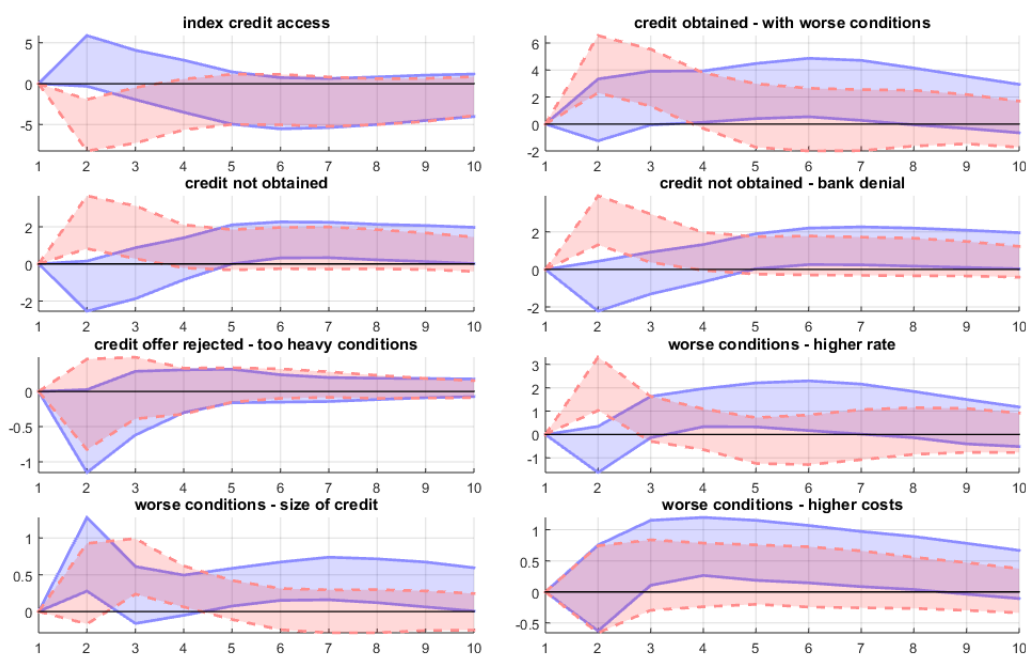 index credit access
5
0
-5
1 2 3 4 5 6 7 8 9 10
credit obtained - with worse conditions
6
4
2
0
-2
1 2 3 4 5 6 7 8 9 10
credit not obtained
2
0
-2
1 2 3 4 5 6 7 8 9 10
credit not obtained - bank denial
2
0
-2
1 2 3 4 5 6 7 8 9 10
credit offer rejected - too heavy conditions
0
-0.5
-1
1 2 3 4 5 6 7 8 9 10
worse conditions - higher rate
3
2
1
0
-1
1 2 3 4 5 6 7 8 9 10
worse conditions - size of credit
1
0.5
0
1 2 3 4 5 6 7 8 9 10
worse conditions - higher costs
1
0.5
0
-0.5
1 2 3 4 5 6 7 8 9 10